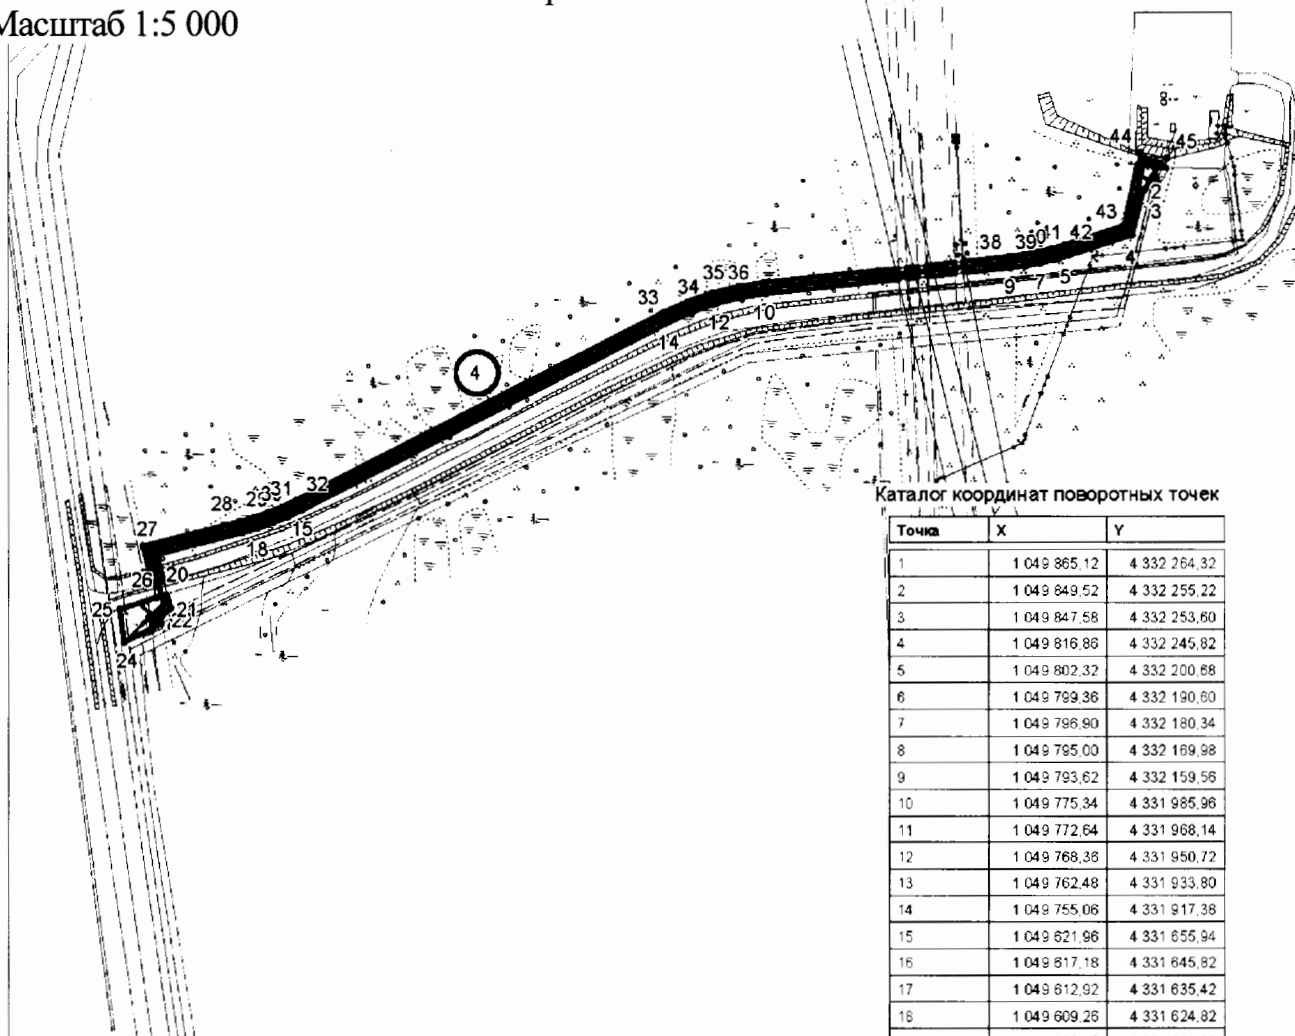 Масштаб 1:5 000
44
45
2
3
43
42
38
39
4
5
7
9
35 36
34
33
10
12
14
4
32
31
28
15
18
27
26 20
25
21
22
24
Каталог координат поворотных точек
Точка X Y
1 1 049 865,12 4 332 264,32
2 1 049 849,52 4 332 255,22
3 1 049 847,58 4 332 253,60
4 1 049 816,86 4 332 245,82
5 1 049 802,32 4 332 200,68
6 1 049 799,36 4 332 190,60
7 1 049 796,90 4 332 180,34
8 1 049 795,00 4 332 169,98
9 1 049 793,62 4 332 159,56
10 1 049 775,34 4 331 985,96
11 1 049 772,64 4 331 968,14
12 1 049 768,36 4 331 950,72
13 1 049 762,48 4 331 933,80
14 1 049 755,06 4 331 917,38
15 1 049 621,96 4 331 655,94
16 1 049 617,18 4 331 645,82
17 1 049 612,92 4 331 635,42
18 1 049 609,26 4 331 624,82